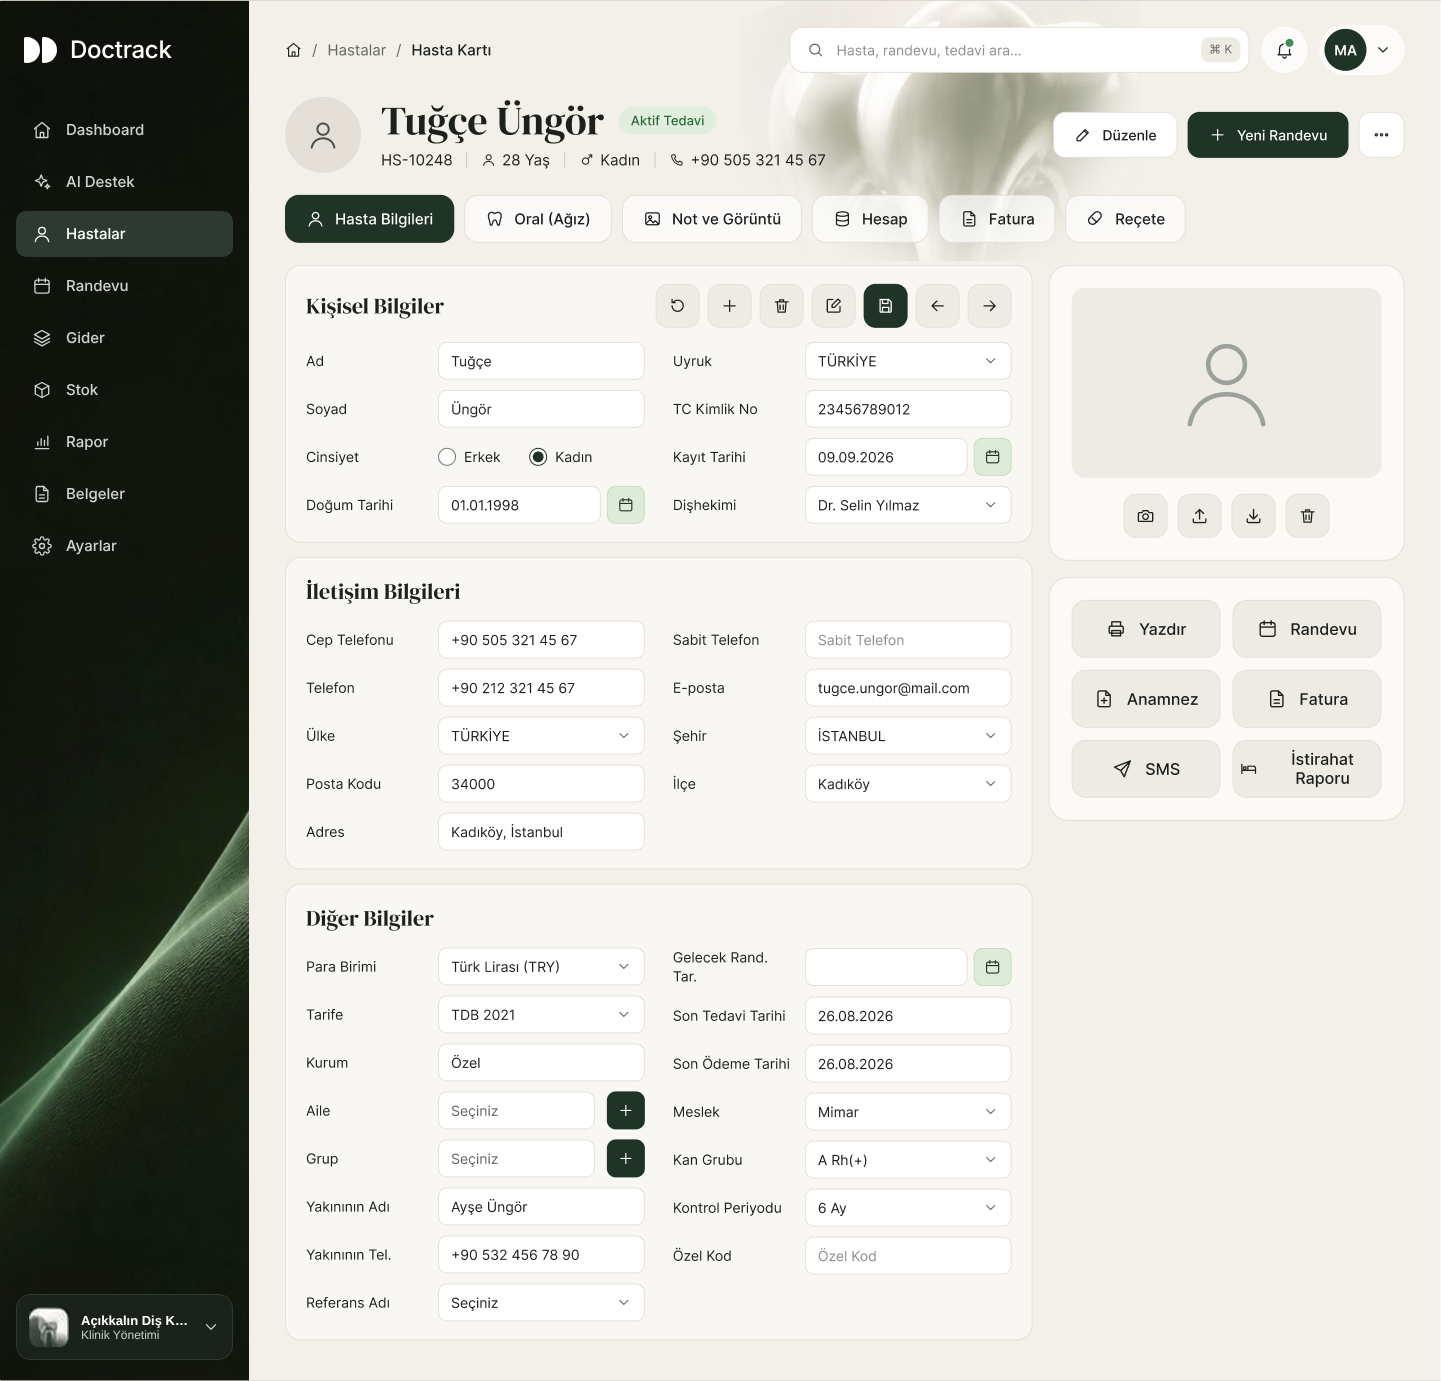 Doctrack
Dashboard
AI Destek
Hastalar
Randevu
Gider
Stok
Rapor
Belgeler
Ayarlar
Açıkkalın Diş K...
Klinik Yönetimi
/ Hastalar / Hasta Kartı
Hasta, randevu, tedavi ara...
⌘ K
MA
Tuğçe Üngör
Aktif Tedavi
HS-10248
28 Yaş
Kadın
+90 505 321 45 67
Düzenle
Yeni Randevu
Hasta Bilgileri
Oral (Ağız)
Not ve Görüntü
Hesap
Fatura
Reçete
Kişisel Bilgiler
Ad
Tuğçe
Uyruk
TÜRKİYE
Soyad
Üngör
TC Kimlik No
23456789012
Cinsiyet
Erkek
Kadın
Kayıt Tarihi
09.09.2026
Doğum Tarihi
01.01.1998
Dişhekimi
Dr. Selin Yılmaz
İletişim Bilgileri
Cep Telefonu
+90 505 321 45 67
Sabit Telefon
Sabit Telefon
Telefon
+90 212 321 45 67
E-posta
tugce.ungor@mail.com
Ülke
TÜRKİYE
Şehir
İSTANBUL
Posta Kodu
34000
İlçe
Kadıköy
Adres
Kadıköy, İstanbul
Diğer Bilgiler
Para Birimi
Türk Lirası (TRY)
Gelecek Rand.
Tar.
Tarife
TDB 2021
Son Tedavi Tarihi
26.08.2026
Kurum
Özel
Son Ödeme Tarihi
26.08.2026
Aile
Seçiniz
Meslek
Mimar
Grup
Seçiniz
Kan Grubu
A Rh(+)
Yakınının Adı
Ayşe Üngör
Kontrol Periyodu
6 Ay
Yakınının Tel.
+90 532 456 78 90
Özel Kod
Özel Kod
Referans Adı
Seçiniz
Yazdır
Randevu
Anamnez
Fatura
SMS
İstirahat
Raporu